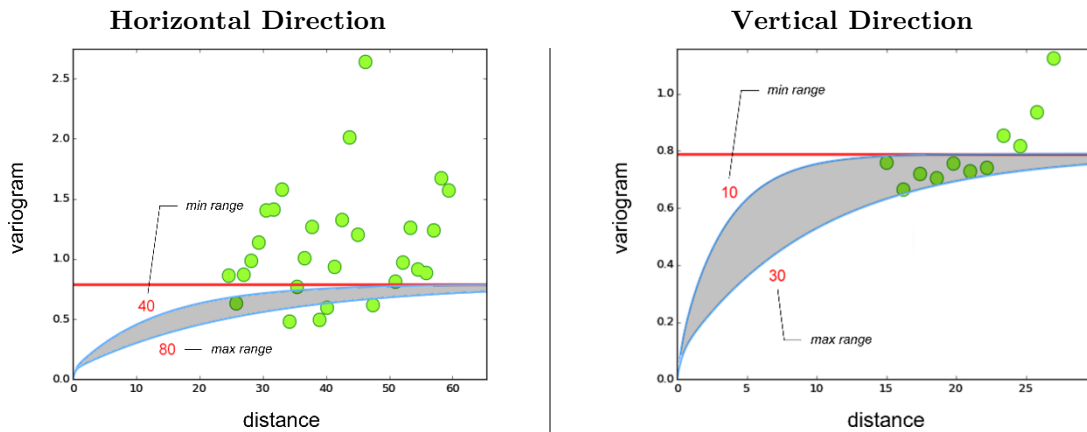 Horizontal Direction
variogram
2.5
2.0
1.5
1.0
0.5
0.0
min range
40
80
max range
0
10
20
30
40
50
60
distance
Vertical Direction
variogram
1.0
0.8
0.6
0.4
0.2
0.0
min range
10
30
max range
0
5
10
15
20
25
distance